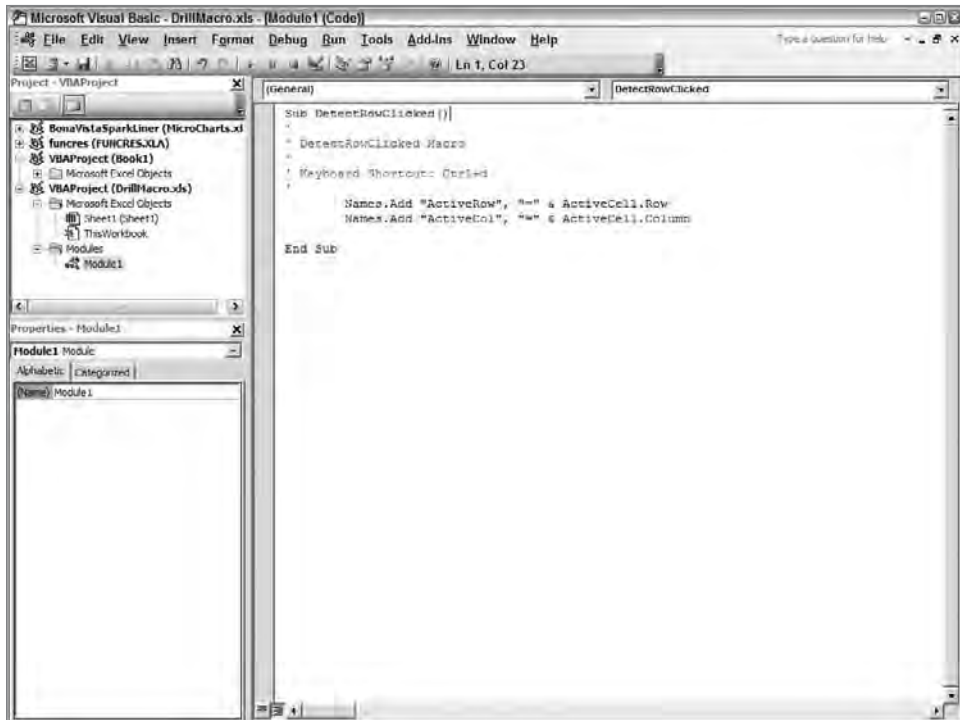 Microsoft Visual Basic - DrillMacro.xls - [Module1 (Code)]
File Edit View Insert Format Debug Run Tools Add-Ins Window Help
Type a question for help
Ln 1, Col 23
Project - VBAProject
BonaVistaSparkLiner (MicroCharts.xl
funcres (FUNCRES.XLA)
VBAProject (Book1)
Microsoft Excel Objects
VBAProject (DrillMacro.xls)
Microsoft Excel Objects
Sheet1 (Sheet1)
ThisWorkbook
Modules
Module1
Properties - Module1
Module1 Module
Alphabetic Categorized
(Name) Module1
(General)
DetectRowClicked
Sub DetectRowClicked()
'
' DetectRowClicked Macro
'
' Keyboard Shortcut: Ctrl+d
'
Names.Add "ActiveRow", "=" & ActiveCell.Row
Names.Add "ActiveCol", "=" & ActiveCell.Column
End Sub